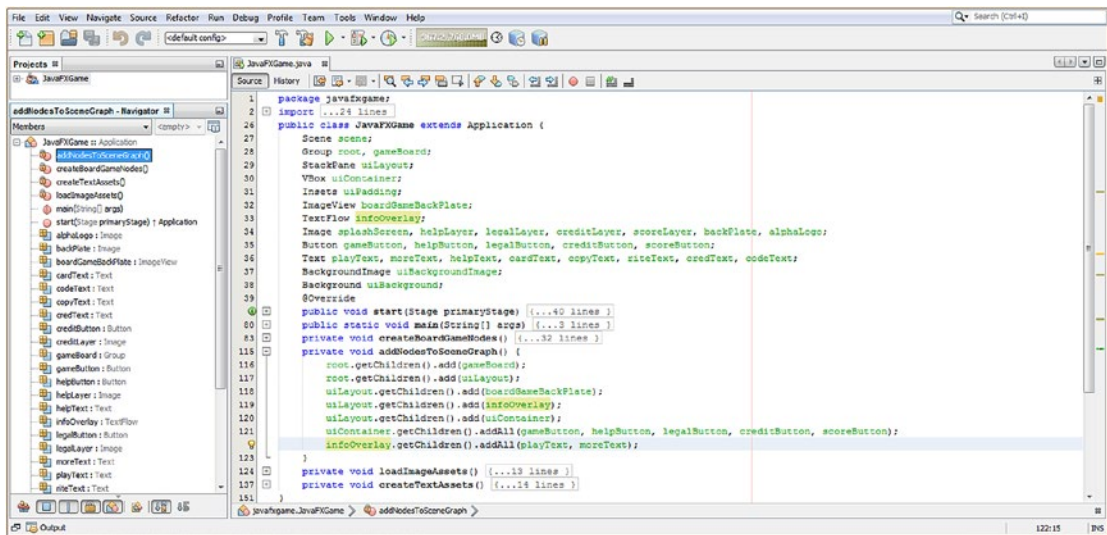 File Edit View Navigate Source Refactor Run Debug Profile Team Tools Window Help
Search (Ctrl+I)
<default config>
Projects
JavaFXGame
addNodesToSceneGraph - Navigator
Members <empty>
JavaFXGame :: Application
addNodesToSceneGraph()
createBoardGameNodes()
createTextAssets()
loadImageAssets()
main(String[] args)
start(Stage primaryStage) ↑ Application
alphaLogo : Image
backPlate : Image
boardGameBackPlate : ImageView
cardText : Text
codeText : Text
copyText : Text
credText : Text
creditButton : Button
creditLayer : Image
gameBoard : Group
gameButton : Button
helpButton : Button
helpLayer : Image
helpText : Text
infoOverlay : TextFlow
legalButton : Button
legalLayer : Image
moreText : Text
playText : Text
riteText : Text
JavaFXGame.java
Source History
1 package javafxgame;
2 import [...24 lines]
26 public class JavaFXGame extends Application {
27 Scene scene;
28 Group root, gameBoard;
29 StackPane uiLayout;
30 VBox uiContainer;
31 Insets uiPadding;
32 ImageView boardGameBackPlate;
33 TextFlow infoOverlay;
34 Image splashScreen, helpLayer, legalLayer, creditLayer, scoreLayer, backPlate, alphaLogo;
35 Button gameButton, helpButton, legalButton, creditButton, scoreButton;
36 Text playText, moreText, helpText, cardText, copyText, riteText, credText, codeText;
37 BackgroundImage uiBackgroundImage;
38 Background uiBackground;
39 @Override
public void start(Stage primaryStage) {...40 lines }
80 public static void main(String[] args) {...3 lines }
83 private void createBoardGameNodes() {...32 lines }
115 private void addNodesToSceneGraph() {
116 root.getChildren().add(gameBoard);
117 root.getChildren().add(uiLayout);
118 uiLayout.getChildren().add(boardGameBackPlate);
119 uiLayout.getChildren().add(infoOverlay);
120 uiLayout.getChildren().add(uiContainer);
121 uiContainer.getChildren().addAll(gameButton, helpButton, legalButton, creditButton, scoreButton);
infoOverlay.getChildren().addAll(playText, moreText);
123 }
124 private void loadImageAssets() {...13 lines }
137 private void createTextAssets() {...14 lines }
151 }
javafxgame.JavaFXGame addNodesToSceneGraph
Output
122:15 INS